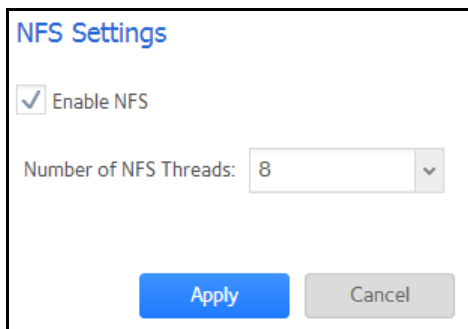 NFS Settings
Enable NFS
Number of NFS Threads: 8
Apply Cancel